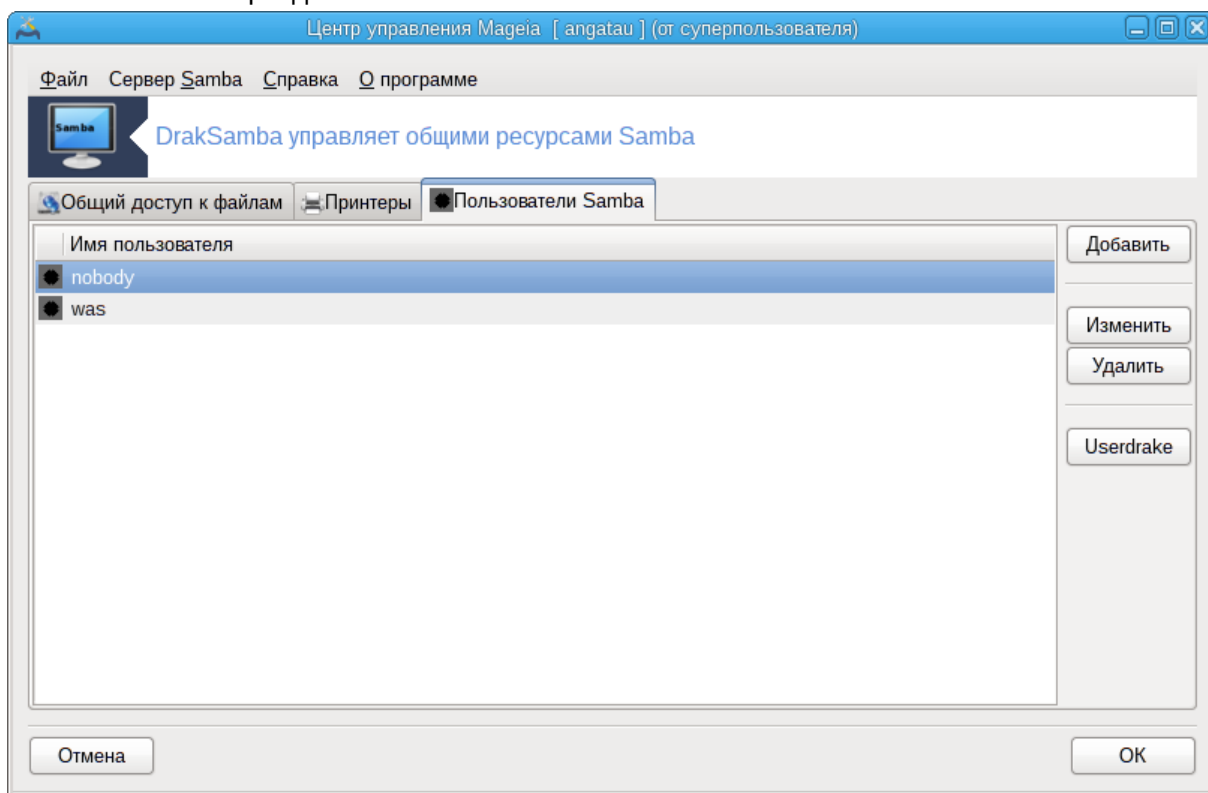 Центр управления Mageia [ angatau ] (от суперпользователя)
Файл Сервер Samba Справка О программе
Samba
DrakSamba управляет общими ресурсами Samba
Общий доступ к файлам Принтеры Пользователи Samba
Имя пользователя
Добавить
nobody
was
Изменить
Удалить
Userdrake
Отмена
ОК